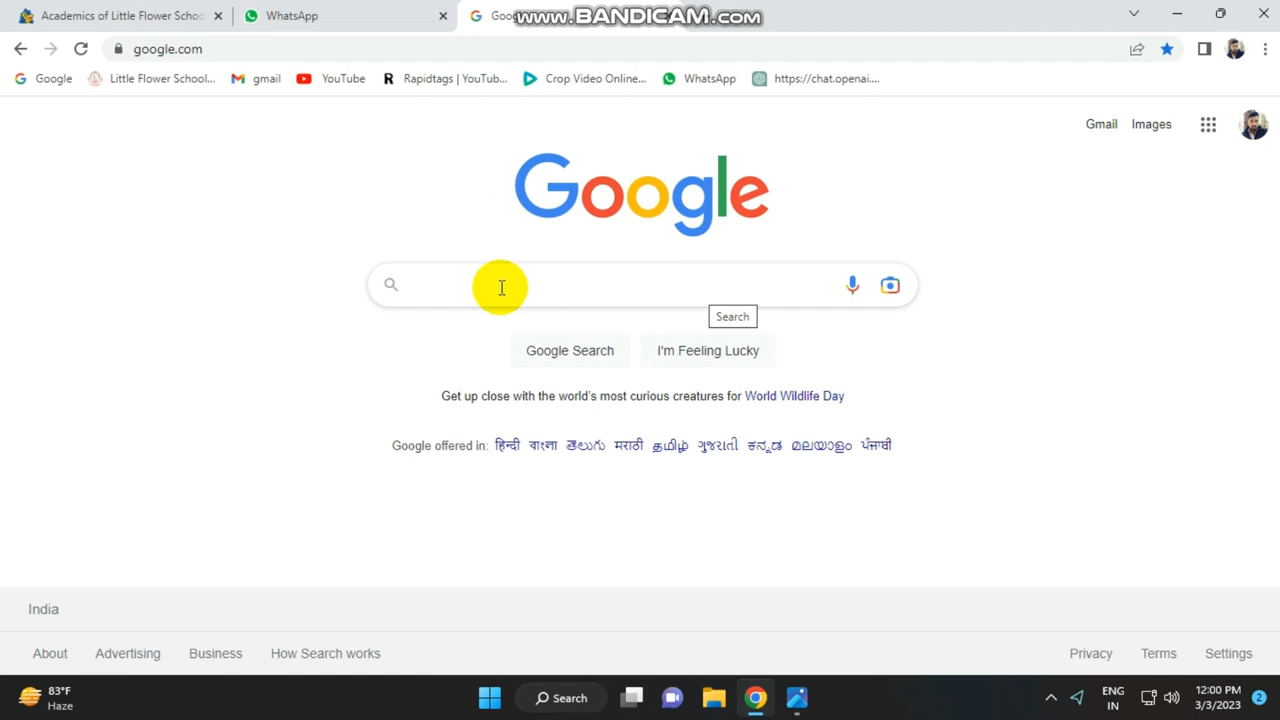 Academics of Little Flower Schoo
WhatsApp
Goo
www.BANDICAM.com
google.com
Google
Little Flower School...
gmail
YouTube
Rapidtags | YouTub...
Crop Video Online...
WhatsApp
https://chat.openai....
Gmail Images
Google
Search
Google Search
I'm Feeling Lucky
Get up close with the world's most curious creatures for World Wildlife Day
Google offered in: हिन्दी বাংলা తెలుగు मराठी தமிழ் ગુજરાતી ಕನ್ನಡ മലയാളം ਪੰਜਾਬੀ
India
About Advertising Business How Search works
Privacy Terms Settings
83°F
Haze
Search
ENG
IN
12:00 PM
3/3/2023
2